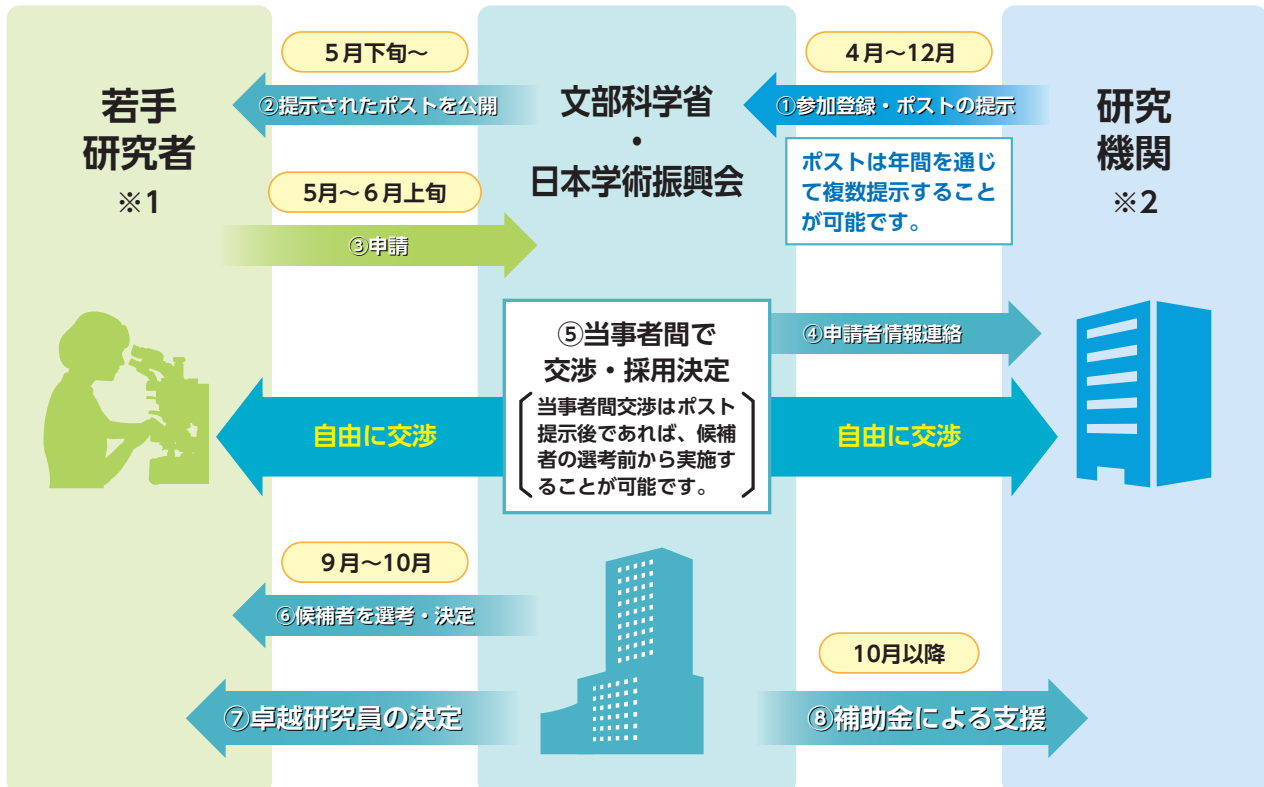 若手
研究者
※1
文部科学省
・
日本学術振興会
研究
機関
※2
4月～12月
①参加登録・ポストの提示
ポストは年間を通じ
て複数提示すること
が可能です。
5月下旬～
②提示されたポストを公開
5月～6月上旬
③申請
④申請者情報連絡
⑤当事者間で
交渉・採用決定
当事者間交渉はポスト
提示後であれば、候補
者の選考前から実施す
ることが可能です。
自由に交渉
自由に交渉
9月～10月
⑥候補者を選考・決定
⑦卓越研究員の決定
10月以降
⑧補助金による支援